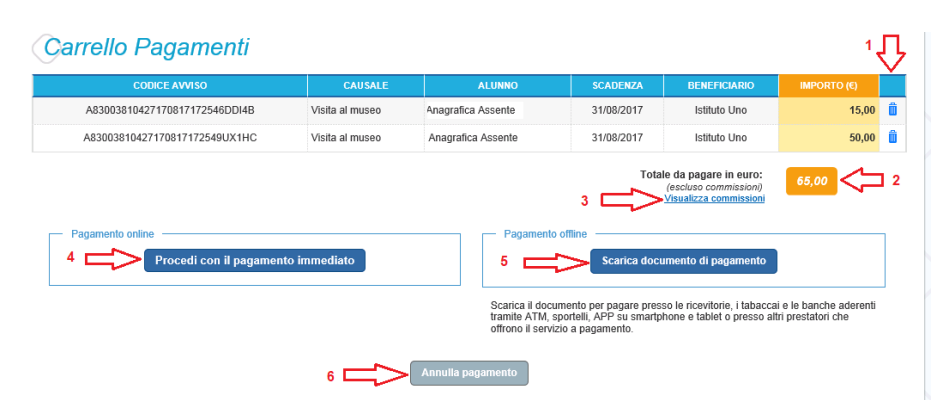 Carrello Pagamenti
1
CODICE AVVISO CAUSALE ALUNNO SCADENZA BENEFICIARIO IMPORTO (€)
A83003810427170817172546DDI4B Visita al museo Anagrafica Assente 31/08/2017 Istituto Uno 15,00
A83003810427170817172549UX1HC Visita al museo Anagrafica Assente 31/08/2017 Istituto Uno 50,00
Totale da pagare in euro: 65,00 2
(escluso commissioni)
3 Visualizza commissioni
Pagamento online
4 Procedi con il pagamento immediato
Pagamento offline
5 Scarica documento di pagamento
Scarica il documento per pagare presso le ricevitorie, i tabaccai e le banche aderenti
tramite ATM, sportelli, APP su smartphone e tablet o presso altri prestatori che
offrono il servizio a pagamento.
6 Annulla pagamento